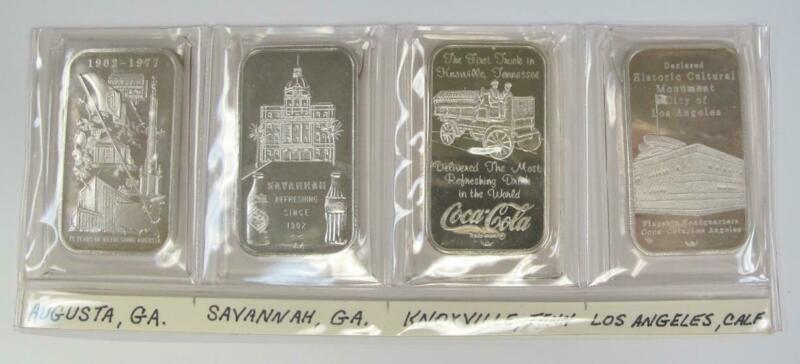 1902-1977
75 YEARS OF REFRESHING AUGUSTA
SAVANNAH
REFRESHING
SINCE
1902
The First Truck in
Knoxville, Tennessee
Delivered The Most
Refreshing Drink
in the World
Coca-Cola
Declared
Historic Cultural
Monument
City of
Los Angeles
Flagship Headquarters
Coca-Cola/Los Angeles
AUGUSTA, GA.
SAVANNAH, GA.
KNOXVILLE, TENN
LOS ANGELES, CALF